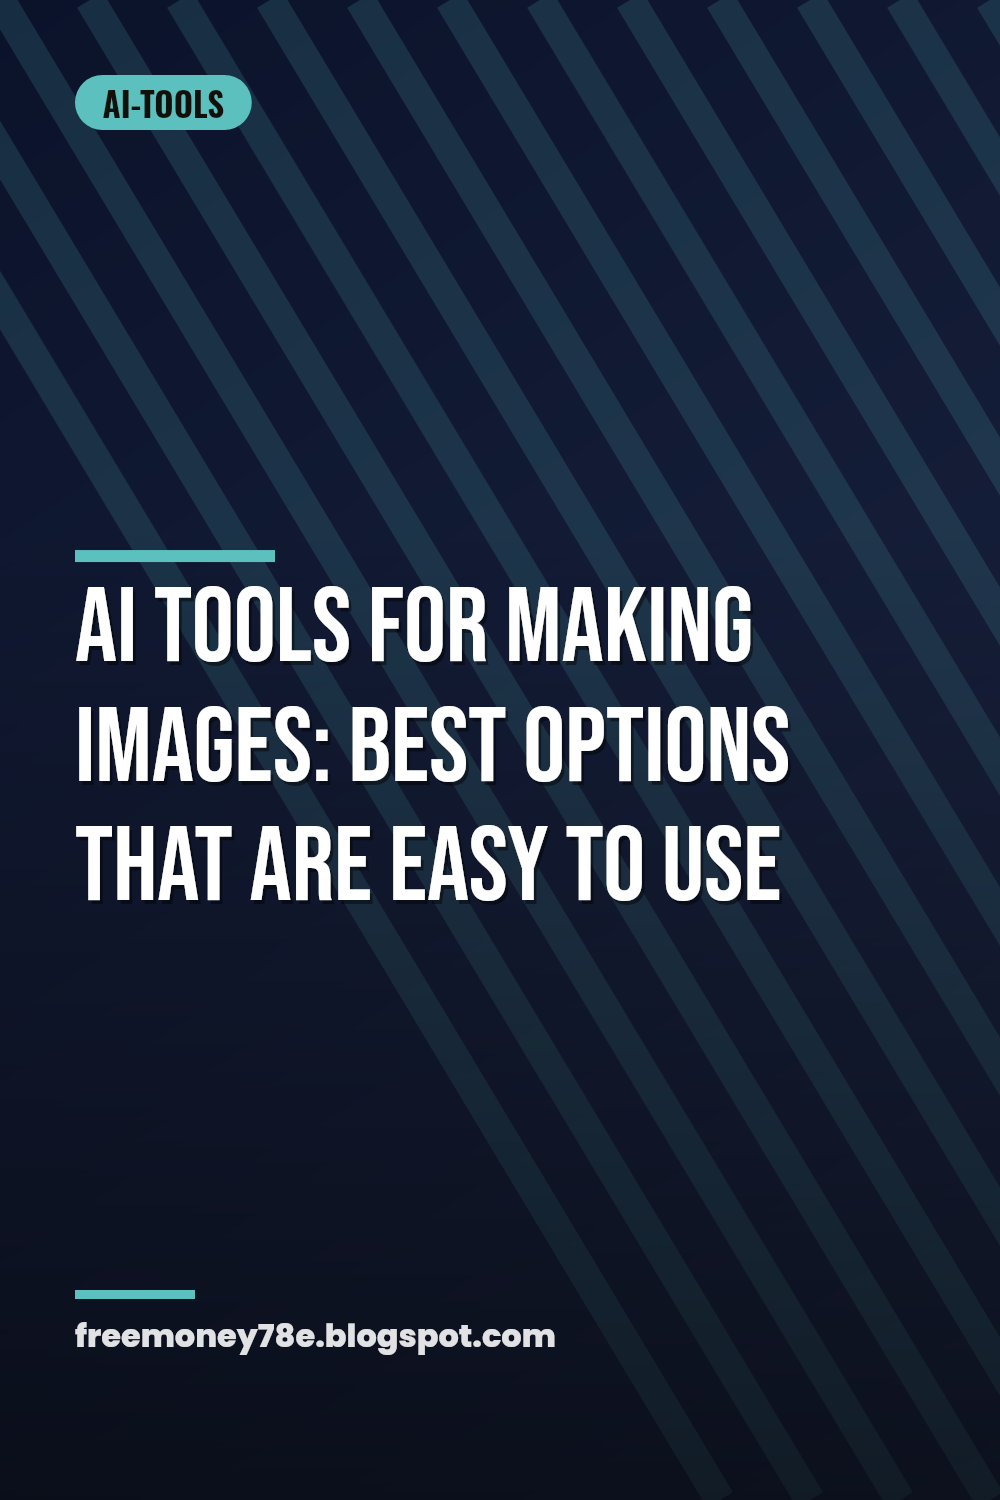 AI-TOOLS
AI TOOLS FOR MAKING
IMAGES: BEST OPTIONS
THAT ARE EASY TO USE
freemoney78e.blogspot.com